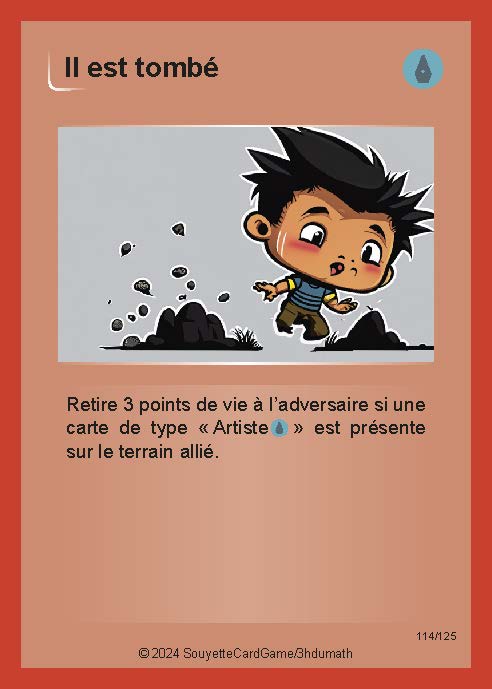 Il est tombé
Retire 3 points de vie à l’adversaire si une
carte de type « Artiste » est présente
sur le terrain allié.
114/125
© 2024 SouyetteCardGame/3hdumath